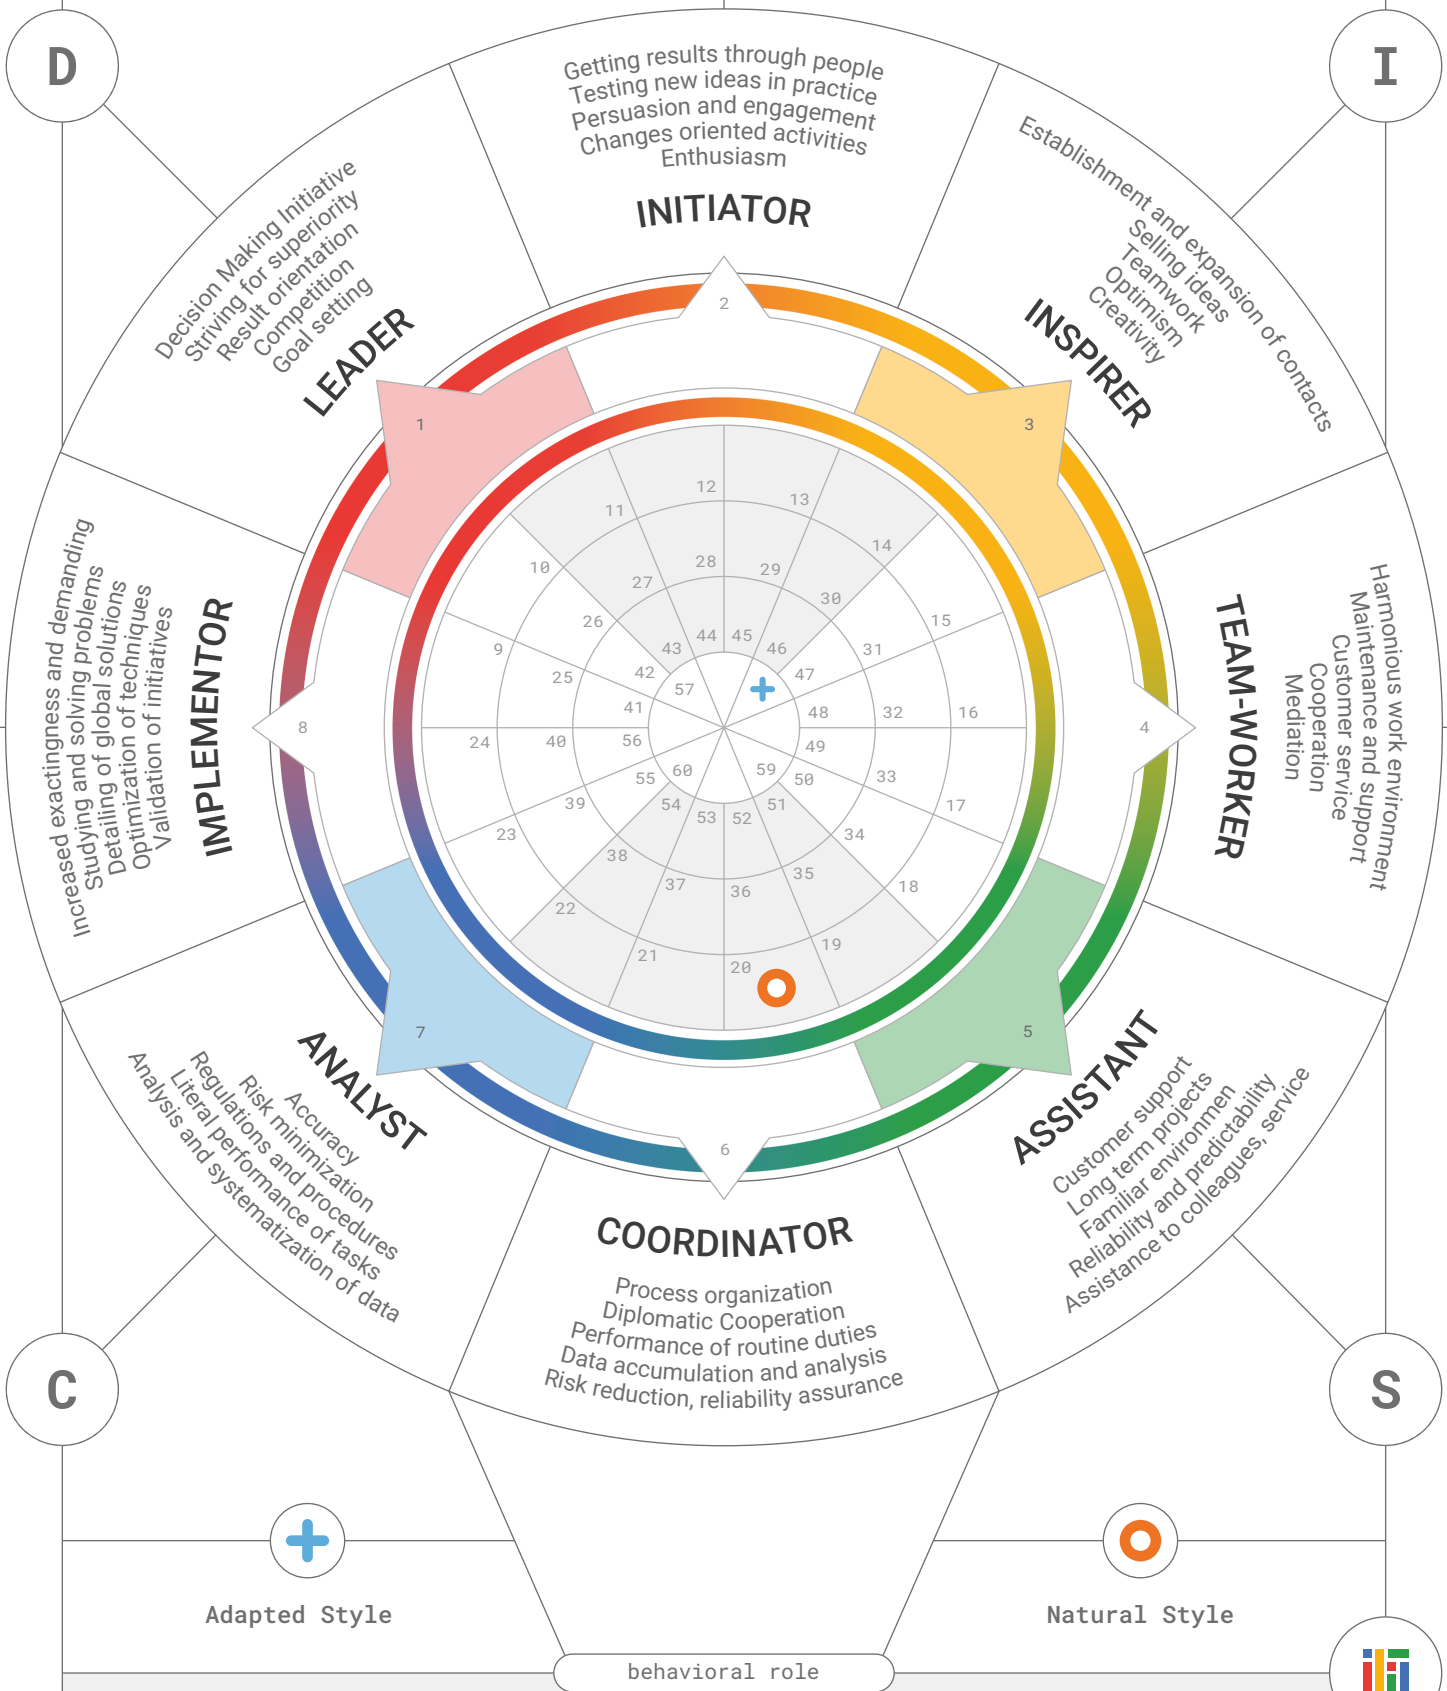 D
I
Getting results through people
Testing new ideas in practice
Persuasion and engagement
Changes oriented activities
Enthusiasm
INITIATOR
Decision Making Initiative
Striving for superiority
Result orientation
Competition
Goal setting
LEADER
Establishment and expansion of contacts
Selling ideas
Teamwork
Optimism
Creativity
INSPIRER
2
1
3
12
13
11
14
10
28
29
27
30
26
15
44
45
43
46
31
9
25
42
47
57
41
48
32
16
8
4
24
40
56
49
60
59
55
50
33
39
54
51
17
23
53
52
34
38
35
37
36
18
22
19
21
20
7
5
6
Increased exactingness and demanding
Studying and solving problems
Detailing of global solutions
Optimization of techniques
Validation of initiatives
IMPLEMENTOR
TEAM-WORKER
Harmonious work environment
Maintenance and support
Customer service
Cooperation
Mediation
ANALYST
Accuracy
Risk minimization
Regulations and procedures
Literal performance of tasks
Analysis and systematization of data
ASSISTANT
Customer support
Long term projects
Familiar environmen
Reliability and predictability
Assistance to colleagues, service
COORDINATOR
Process organization
Diplomatic Cooperation
Performance of routine duties
Data accumulation and analysis
Risk reduction, reliability assurance
C
S
Adapted Style
Natural Style
behavioral role